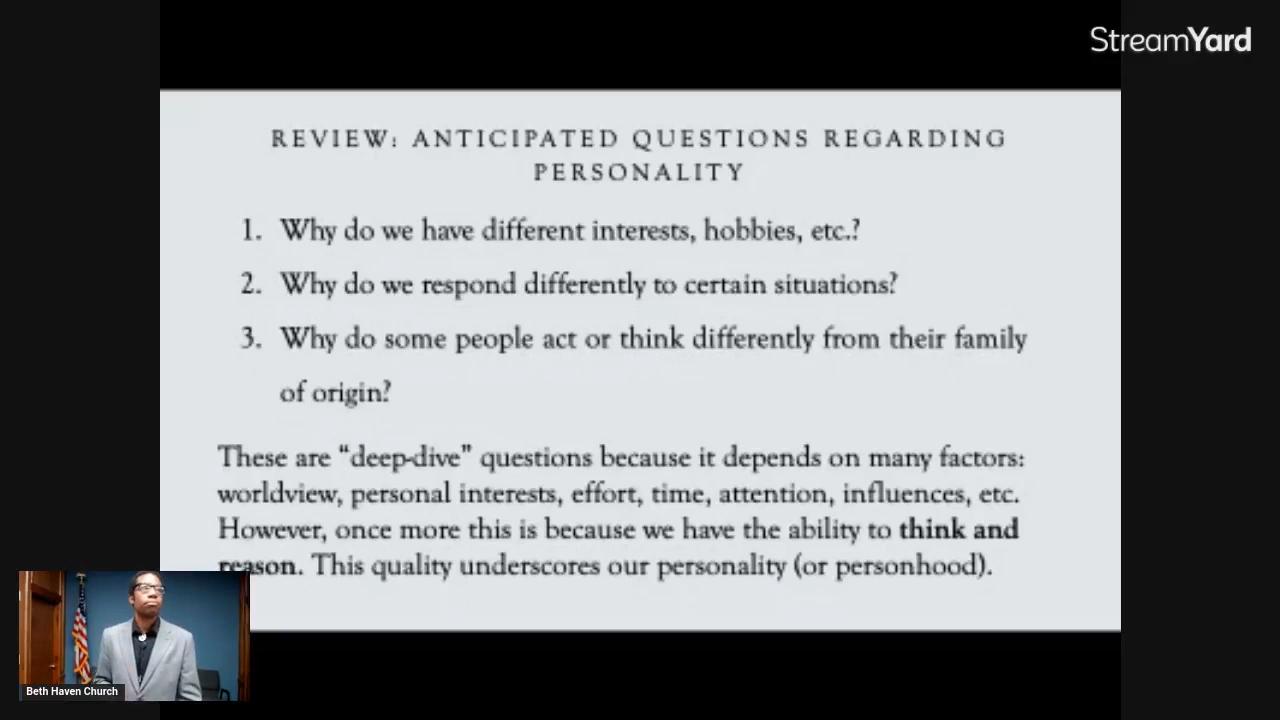 StreamYard
REVIEW: ANTICIPATED QUESTIONS REGARDING
PERSONALITY
1. Why do we have different interests, hobbies, etc.?
2. Why do we respond differently to certain situations?
3. Why do some people act or think differently from their family
of origin?
These are “deep-dive” questions because it depends on many factors:
worldview, personal interests, effort, time, attention, influences, etc.
However, once more this is because we have the ability to think and
reason. This quality underscores our personality (or personhood).
Beth Haven Church